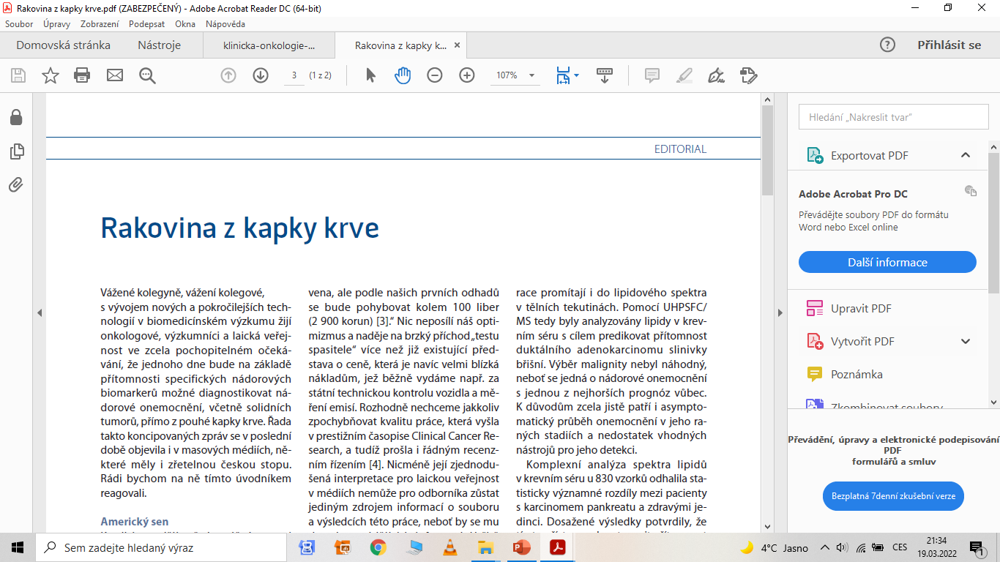 Rakovina z kapky krve.pdf (ZABEZPEČENÝ) - Adobe Acrobat Reader DC (64-bit)
Soubor Úpravy Zobrazení Podepsat Okna Nápověda
Domovská stránka Nástroje klinicka-onkologie-... Rakovina z kapky k... Přihlásit se
3 (1 z 2) 107%
EDITORIAL
Rakovina z kapky krve
Vážené kolegyně, vážení kolegové,
s vývojem nových a pokročilejších tech-
nologií v biomedicínském výzkumu žijí
onkologové, výzkumníci a laická veřej-
nost ve zcela pochopitelném očeká-
vání, že jednoho dne bude na základě
přítomnosti specifických nádorových
biomarkerů možné diagnostikovat ná-
dorové onemocnění, včetně solidních
tumorů, přímo z pouhé kapky krve. Řada
takto koncipovaných zpráv se v poslední
době objevila i v masových médiích, ně-
které měly i zřetelnou českou stopu.
Rádi bychom na ně tímto úvodníkem
reagovali.
Americký sen
vena, ale podle našich prvních odhadů
se bude pohybovat kolem 100 liber
(2 900 korun) [3].“ Nic neposílí náš opti-
mizmus a naděje na brzký příchod „testu
spasitele“ více než již existující před-
stava o ceně, která je navíc velmi blízká
nákladům, jež běžně vydáme např. za
státní technickou kontrolu vozidla a mě-
ření emisí. Rozhodně nechceme jakkoliv
zpochybňovat kvalitu práce, která vyšla
v prestižním časopise Clinical Cancer Re-
search, a tudíž prošla i řádným recenz-
ním řízením [4]. Nicméně její zjednodu-
šená interpretace pro laickou veřejnost
v médiích nemůže pro odborníka zůstat
jediným zdrojem informací o souboru
a výsledcích této práce, neboť by se mu
race promítají i do lipidového spektra
v tělních tekutinách. Pomocí UHPSFC/
MS tedy byly analyzovány lipidy v krev-
ním séru s cílem predikovat přítomnost
duktálního adenokarcinomu slinivky
břišní. Výběr malignity nebyl náhodný,
neboť se jedná o nádorové onemocnění
s jednou z nejhorších prognóz vůbec.
K důvodům zcela jistě patří i asympto-
matický průběh onemocnění v jeho ra-
ných stadiích a nedostatek vhodných
nástrojů pro jeho detekci.
Komplexní analýza spektra lipidů
v krevním séru u 830 vzorků odhalila sta-
tisticky významné rozdíly mezi pacienty
s karcinomem pankreatu a zdravými je-
dinci. Dosažené výsledky potvrdily, že
Hledání „Nakreslit tvar“
Exportovat PDF
Adobe Acrobat Pro DC
Převádějte soubory PDF do formátu
Word nebo Excel online
Další informace
Upravit PDF
Vytvořit PDF
Poznámka
Zkombinovat soubory
Převádění, úpravy a elektronické podepisování
PDF
formulářů a smluv
Bezplatná 7denní zkušební verze
Sem zadejte hledaný výraz
4°C Jasno CES 21:34
19.03.2022
1